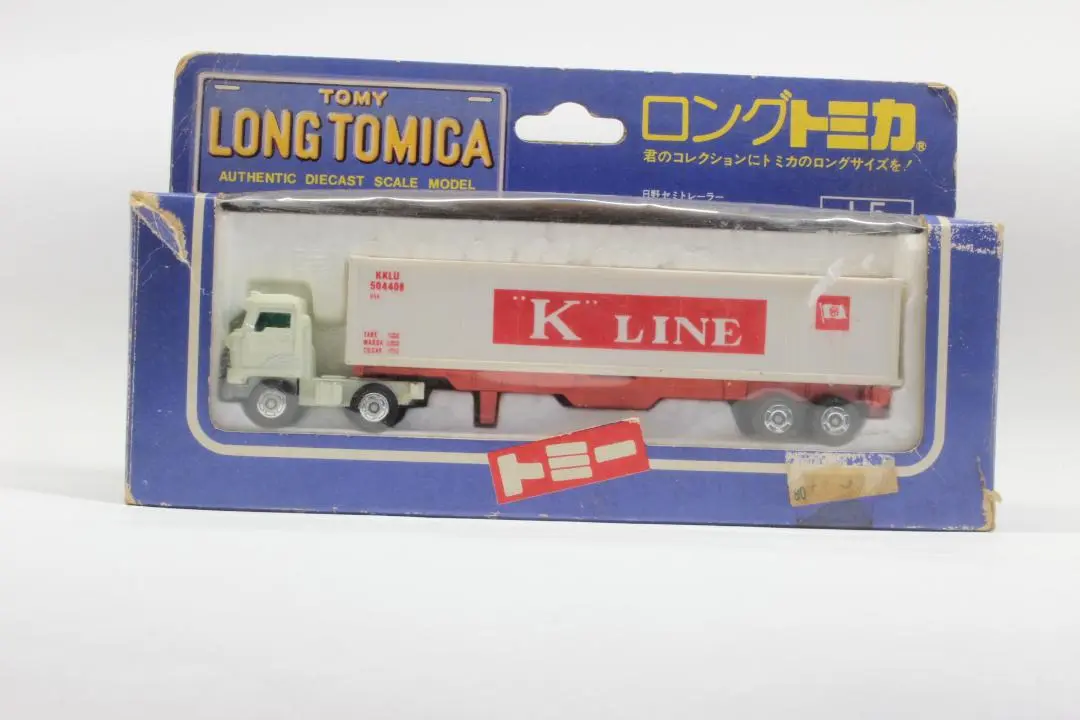 TOMY
LONG TOMICA
AUTHENTIC DIECAST SCALE MODEL
ロングトミカ®
君のコレクションにトミカのロングサイズを!
日野セミトレーラー
KKLU
504408
"K" LINE
トミー
80